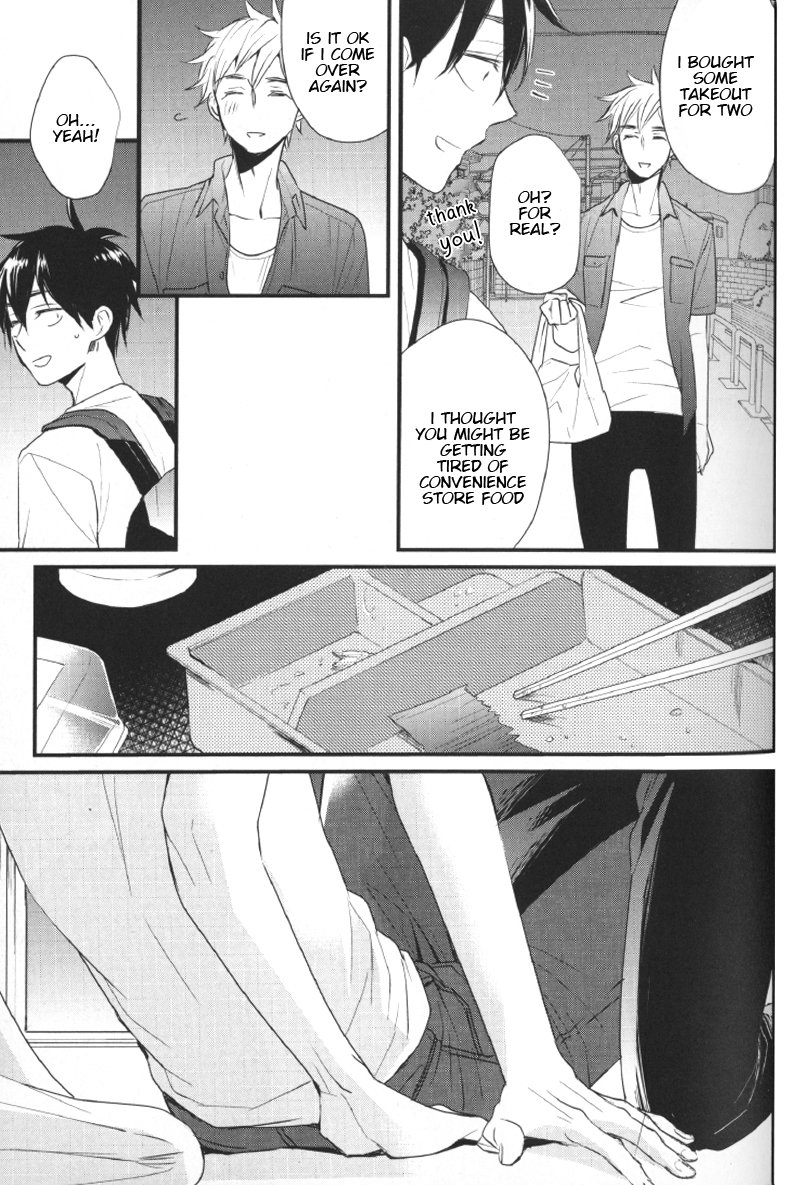 I BOUGHT
SOME
TAKEOUT
FOR TWO
OH?
FOR
REAL?
thank
you!
I THOUGHT
YOU MIGHT BE
GETTING
TIRED OF
CONVENIENCE
STORE FOOD
IS IT OK
IF I COME
OVER
AGAIN?
OH...
YEAH!